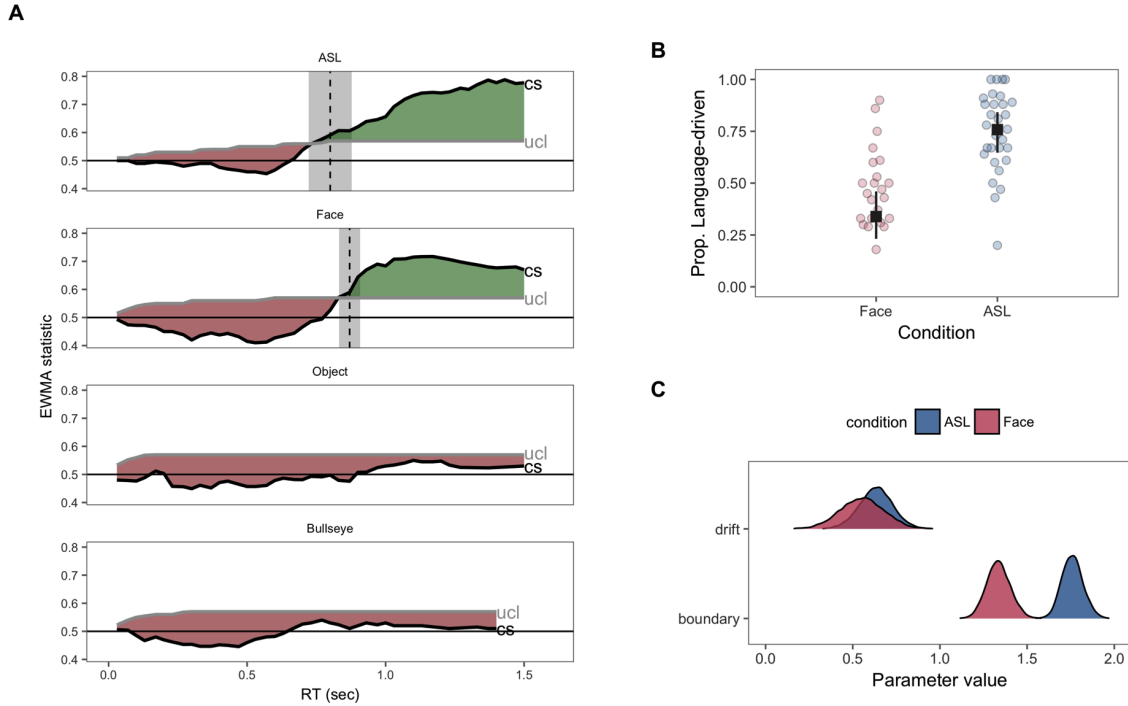 A
ASL
0.8
0.7
0.6
0.5
0.4
cs
ucl
Face
0.8
0.7
0.6
0.5
0.4
cs
ucl
Object
0.8
0.7
0.6
0.5
0.4
ucl
cs
Bullseye
0.8
0.7
0.6
0.5
0.4
ucl
cs
EWMA statistic
0.0 0.5 1.0 1.5
RT (sec)
B
1.00
0.75
0.50
0.25
0.00
Prop. Language-driven
Face ASL
Condition
C
condition ASL Face
drift
boundary
0.0 0.5 1.0 1.5 2.0
Parameter value